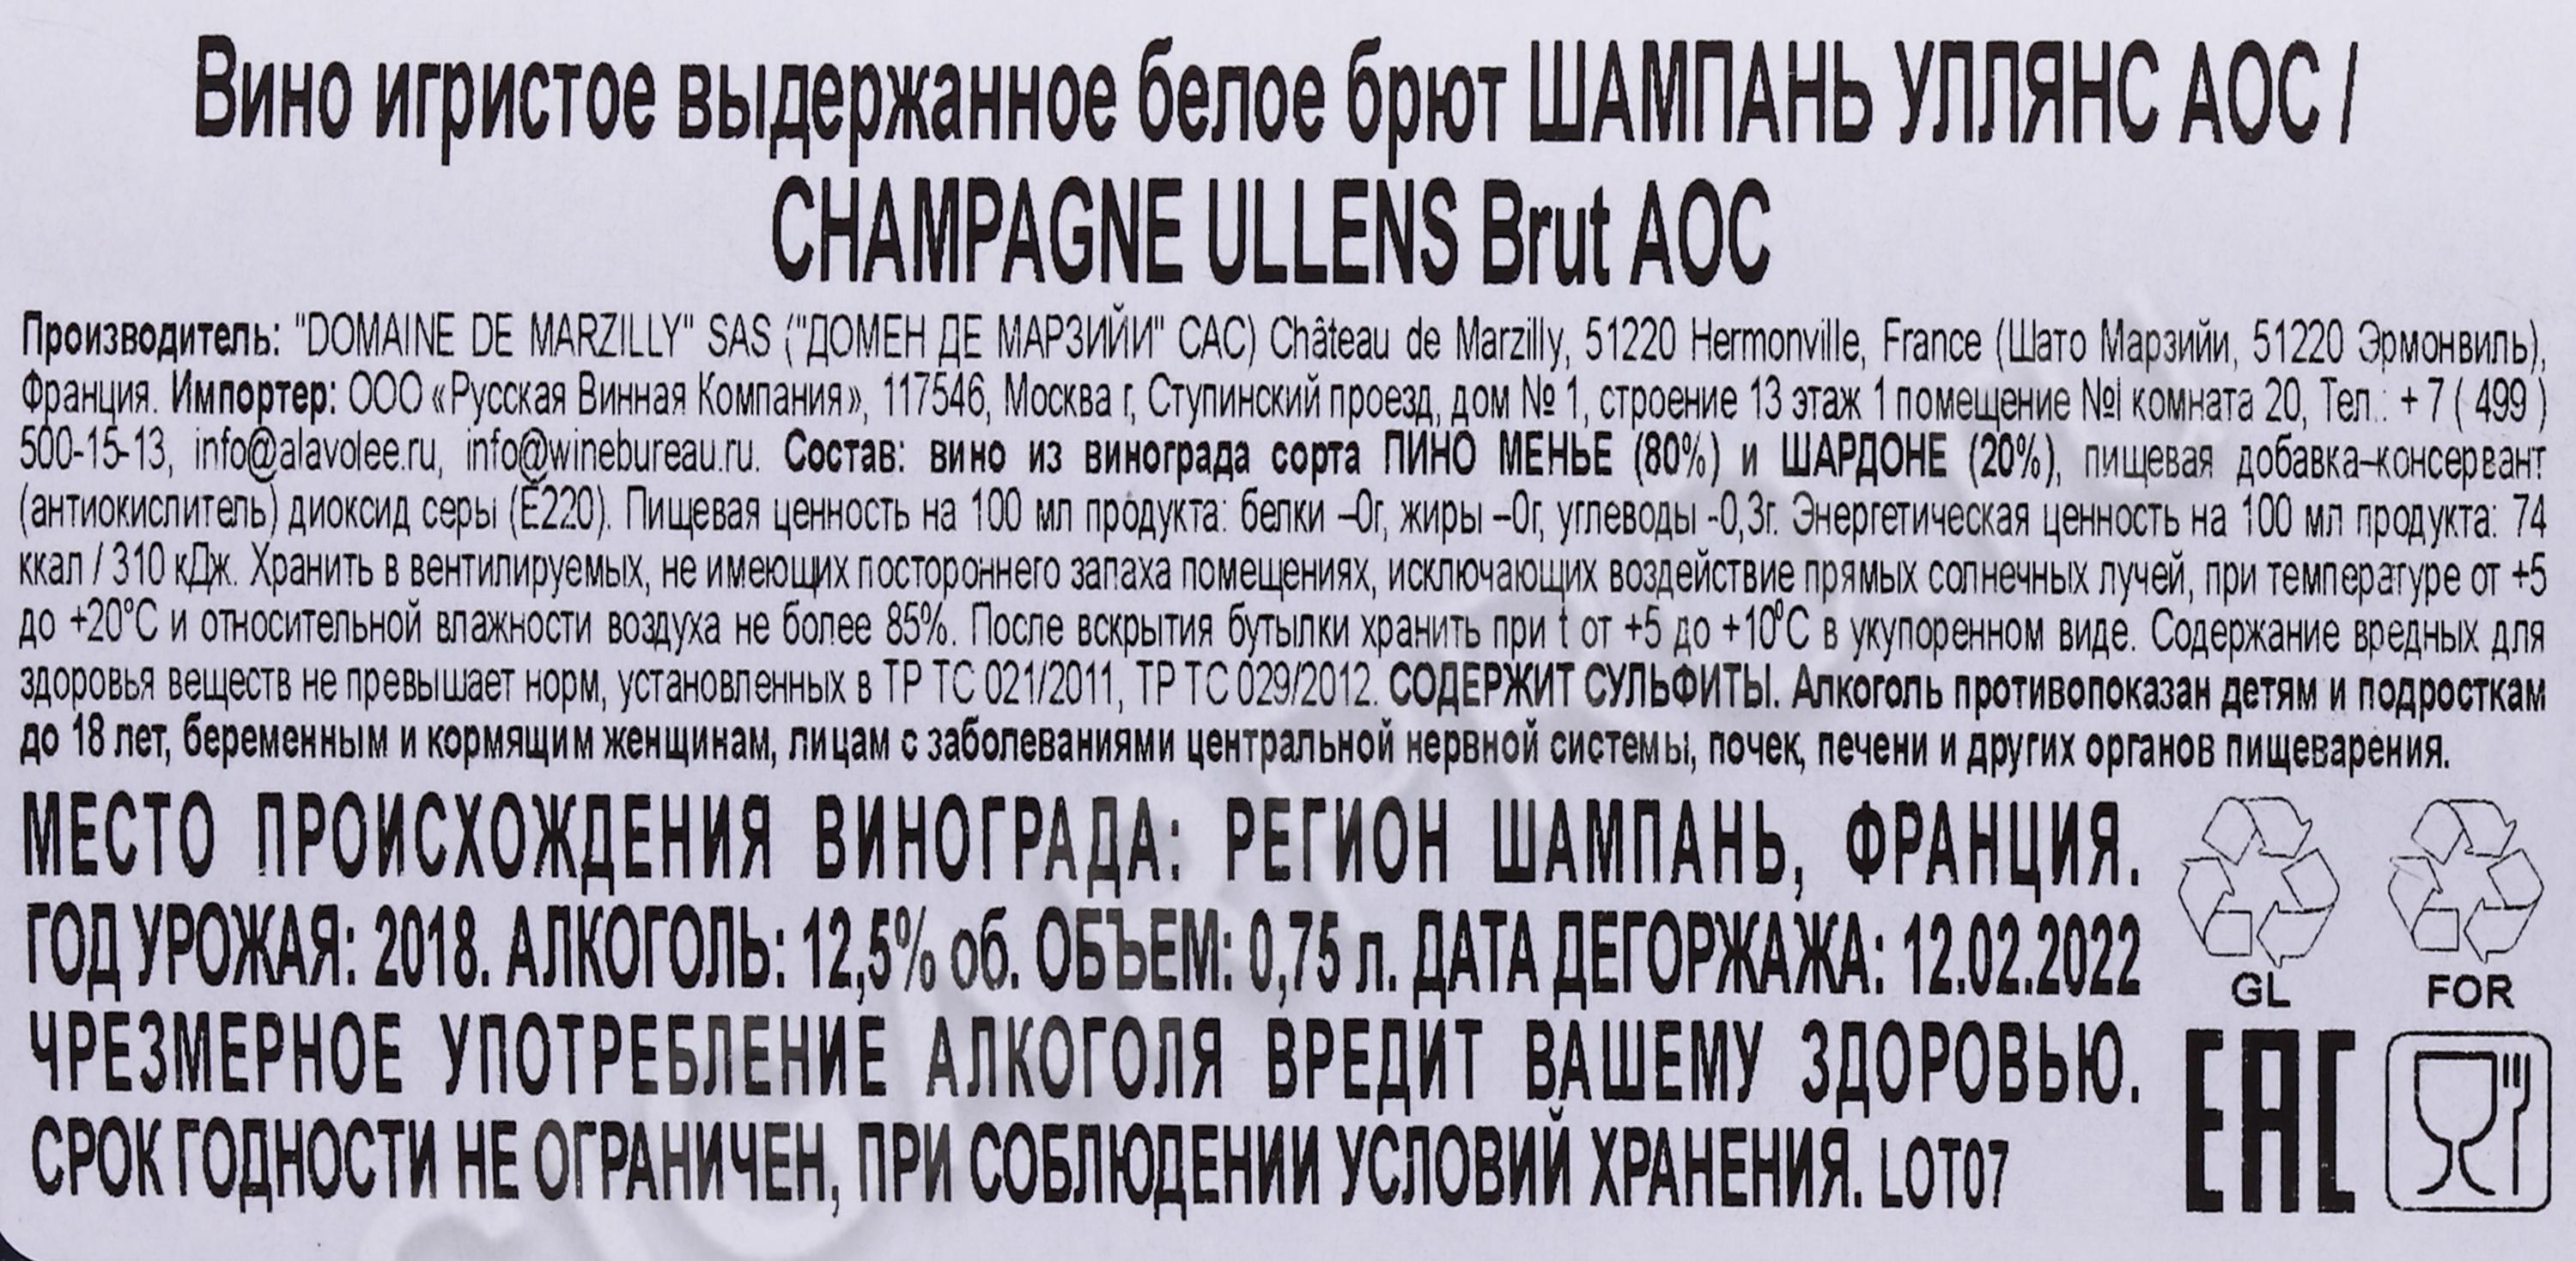 Вино игристое выдержанное белое брют ШАМПАНЬ УЛЛЯНС АОС /
CHAMPAGNE ULLENS Brut AOC
Производитель: "DOMAINE DE MARZILLY" SAS ("ДОМЕН ДЕ МАРЗИЙИ" САС) Château de Marzilly, 51220 Hermonville, France (Шато Марзийи, 51220 Эрмонвиль),
Франция. Импортер: ООО «Русская Винная Компания», 117546, Москва г, Ступинский проезд, дом № 1, строение 13 этаж 1 помещение №I комната 20, Тел.: + 7 ( 499 )
500-15-13, info@alavolee.ru, info@winebureau.ru. Состав: вино из винограда сорта ПИНО МЕНЬЕ (80%) и ШАРДОНЕ (20%), пищевая добавка–консервант
(антиокислитель) диоксид серы (Е220). Пищевая ценность на 100 мл продукта: белки –0г, жиры –0г, углеводы -0,3г. Энергетическая ценность на 100 мл продукта: 74
ккал / 310 кДж. Хранить в вентилируемых, не имеющих постороннего запаха помещениях, исключающих воздействие прямых солнечных лучей, при температуре от +5
до +20°С и относительной влажности воздуха не более 85%. После вскрытия бутылки хранить при t от +5 до +10°С в укупоренном виде. Содержание вредных для
здоровья веществ не превышает норм, установленных в ТР ТС 021/2011, ТР ТС 029/2012. СОДЕРЖИТ СУЛЬФИТЫ. Алкоголь противопоказан детям и подросткам
до 18 лет, беременным и кормящим женщинам, лицам с заболеваниями центральной нервной системы, почек, печени и других органов пищеварения.
МЕСТО ПРОИСХОЖДЕНИЯ ВИНОГРАДА: РЕГИОН ШАМПАНЬ, ФРАНЦИЯ.
ГОД УРОЖАЯ: 2018. АЛКОГОЛЬ: 12,5% об. ОБЪЕМ: 0,75 л. ДАТА ДЕГОРЖАЖА: 12.02.2022
ЧРЕЗМЕРНОЕ УПОТРЕБЛЕНИЕ АЛКОГОЛЯ ВРЕДИТ ВАШЕМУ ЗДОРОВЬЮ.
СРОК ГОДНОСТИ НЕ ОГРАНИЧЕН, ПРИ СОБЛЮДЕНИИ УСЛОВИЙ ХРАНЕНИЯ. LOT07
GL FOR
EAC